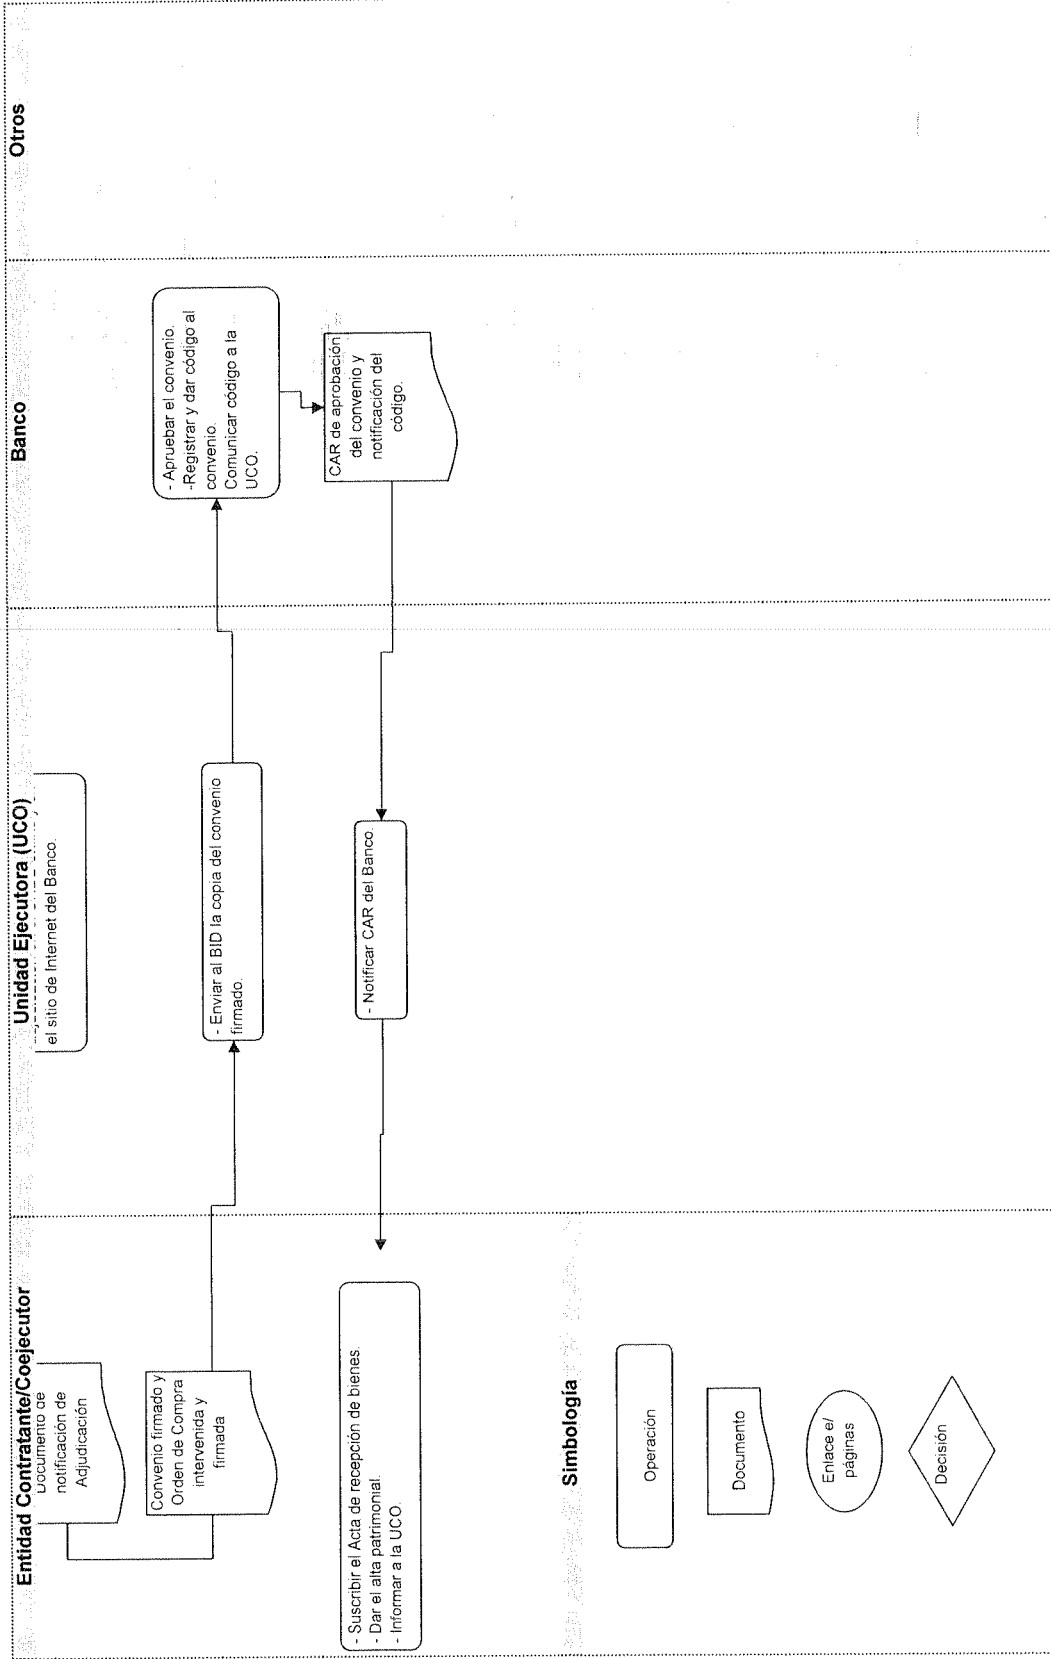 Entidad Contratante/Coejecutor
Unidad Ejecutora (UCO)
Banco
Otros
Documento de
notificación de
Adjudicación
el sitio de Internet del Banco.
Convenio firmado y
Orden de Compra
intervenida y
firmada
- Enviar al BID la copia del convenio
firmado.
- Apruebar el convenio.
-Registrar y dar código al
convenio.
Comunicar código a la
UCO.
CAR de aprobación
del convenio y
notificación del
código.
- Notificar CAR del Banco.
- Suscribir el Acta de recepción de bienes.
- Dar el alta patrimonial.
- Informar a la UCO.
Simbología
Operación
Documento
Enlace e/
páginas
Decisión